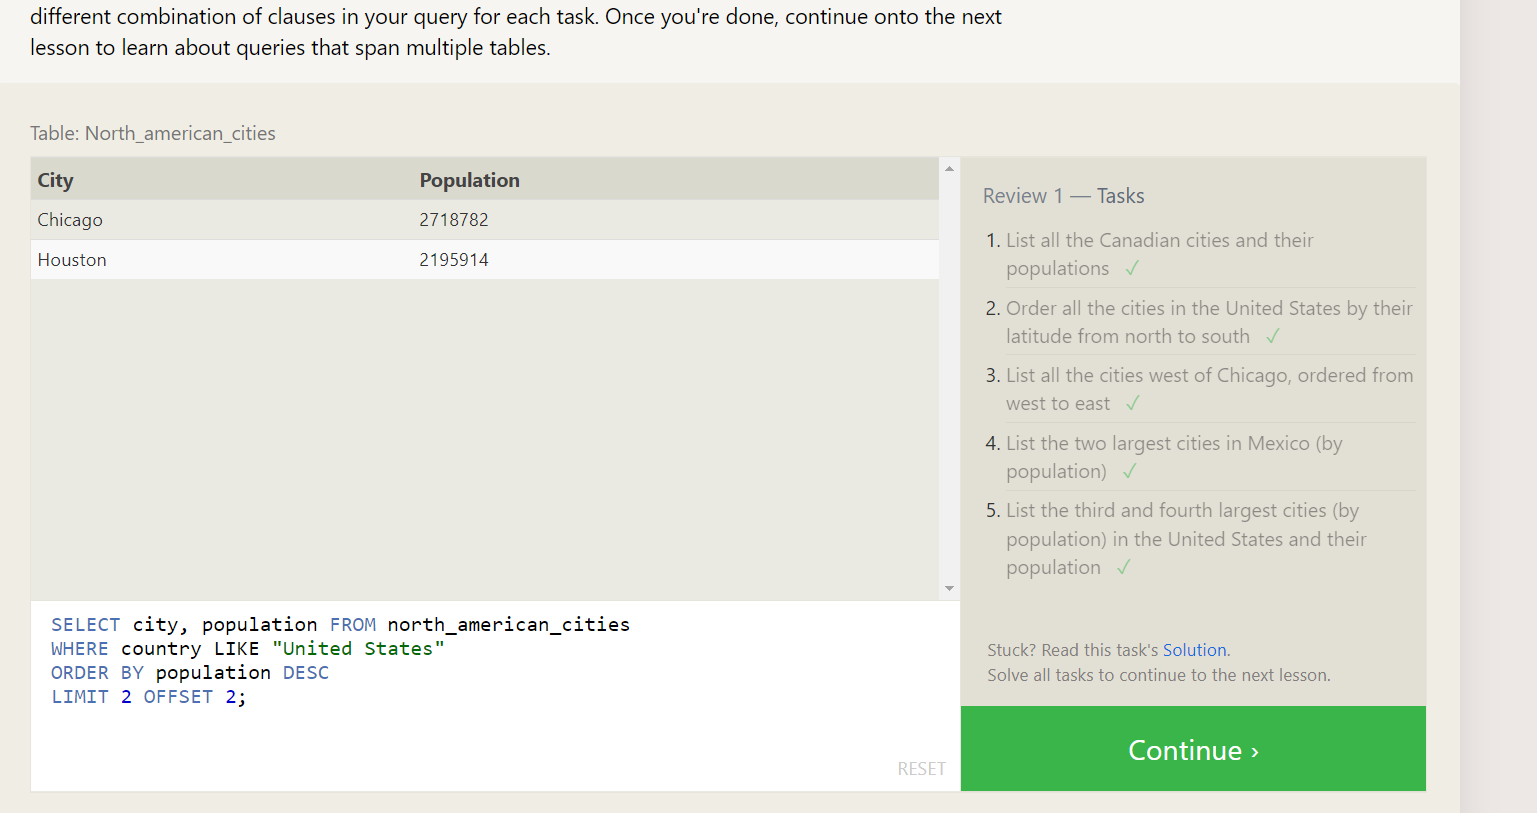 different combination of clauses in your query for each task. Once you're done, continue onto the next
lesson to learn about queries that span multiple tables.
Table: North_american_cities
City Population
Chicago 2718782
Houston 2195914
SELECT city, population FROM north_american_cities
WHERE country LIKE "United States"
ORDER BY population DESC
LIMIT 2 OFFSET 2;
RESET
Review 1 — Tasks
1. List all the Canadian cities and their
populations ✓
2. Order all the cities in the United States by their
latitude from north to south ✓
3. List all the cities west of Chicago, ordered from
west to east ✓
4. List the two largest cities in Mexico (by
population) ✓
5. List the third and fourth largest cities (by
population) in the United States and their
population ✓
Stuck? Read this task's Solution.
Solve all tasks to continue to the next lesson.
Continue ›